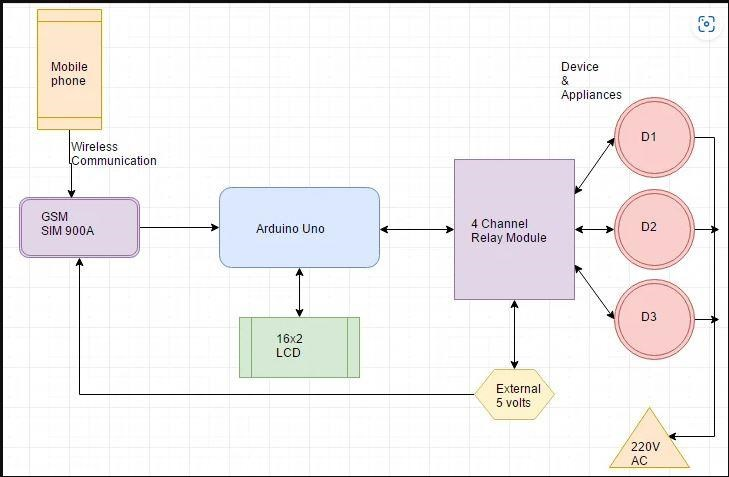 Mobile
phone
Wireless
Communication
Device
&
Appliances
D1
GSM
SIM 900A
Arduino Uno
4 Channel
Relay Module
D2
16x2
LCD
D3
External
5 volts
220V
AC